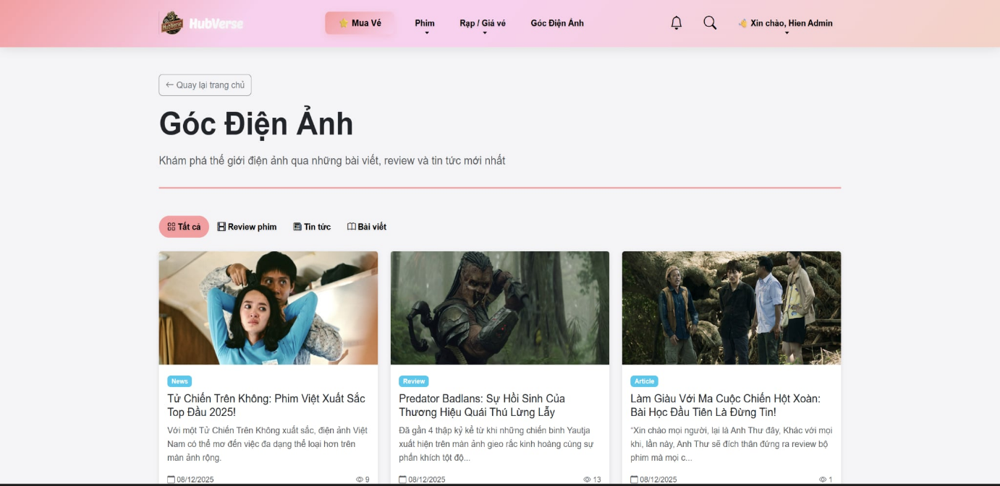 HubVerse
HubVerse
Mua Vé
Phim
Rạp / Giá vé
Góc Điện Ảnh
Xin chào, Hien Admin
← Quay lại trang chủ
Góc Điện Ảnh
Khám phá thế giới điện ảnh qua những bài viết, review và tin tức mới nhất
Tất cả
Review phim
Tin tức
Bài viết
News
Tử Chiến Trên Không: Phim Việt Xuất Sắc
Top Đầu 2025!
Với một Tử Chiến Trên Không xuất sắc, điện ảnh Việt
Nam có thể mơ đến việc đa dạng thể loại hơn trên
màn ảnh rộng.
08/12/2025
9
Review
Predator Badlans: Sự Hồi Sinh Của
Thương Hiệu Quái Thú Lừng Lẫy
Đã gần 4 thập kỷ kể từ khi những chiến binh Yautja
xuất hiện trên màn ảnh gieo rắc kinh hoàng cùng sự
phấn khích tột độ...
08/12/2025
13
Article
Làm Giàu Với Ma Cuộc Chiến Hột Xoàn:
Bài Học Đầu Tiên Là Đừng Tin!
“Xin chào mọi người, lại là Anh Thư đây, Khác với mọi
khi, lần này, Anh Thư sẽ đích thân đứng ra review bộ
phim mà mọi c...
08/12/2025
1